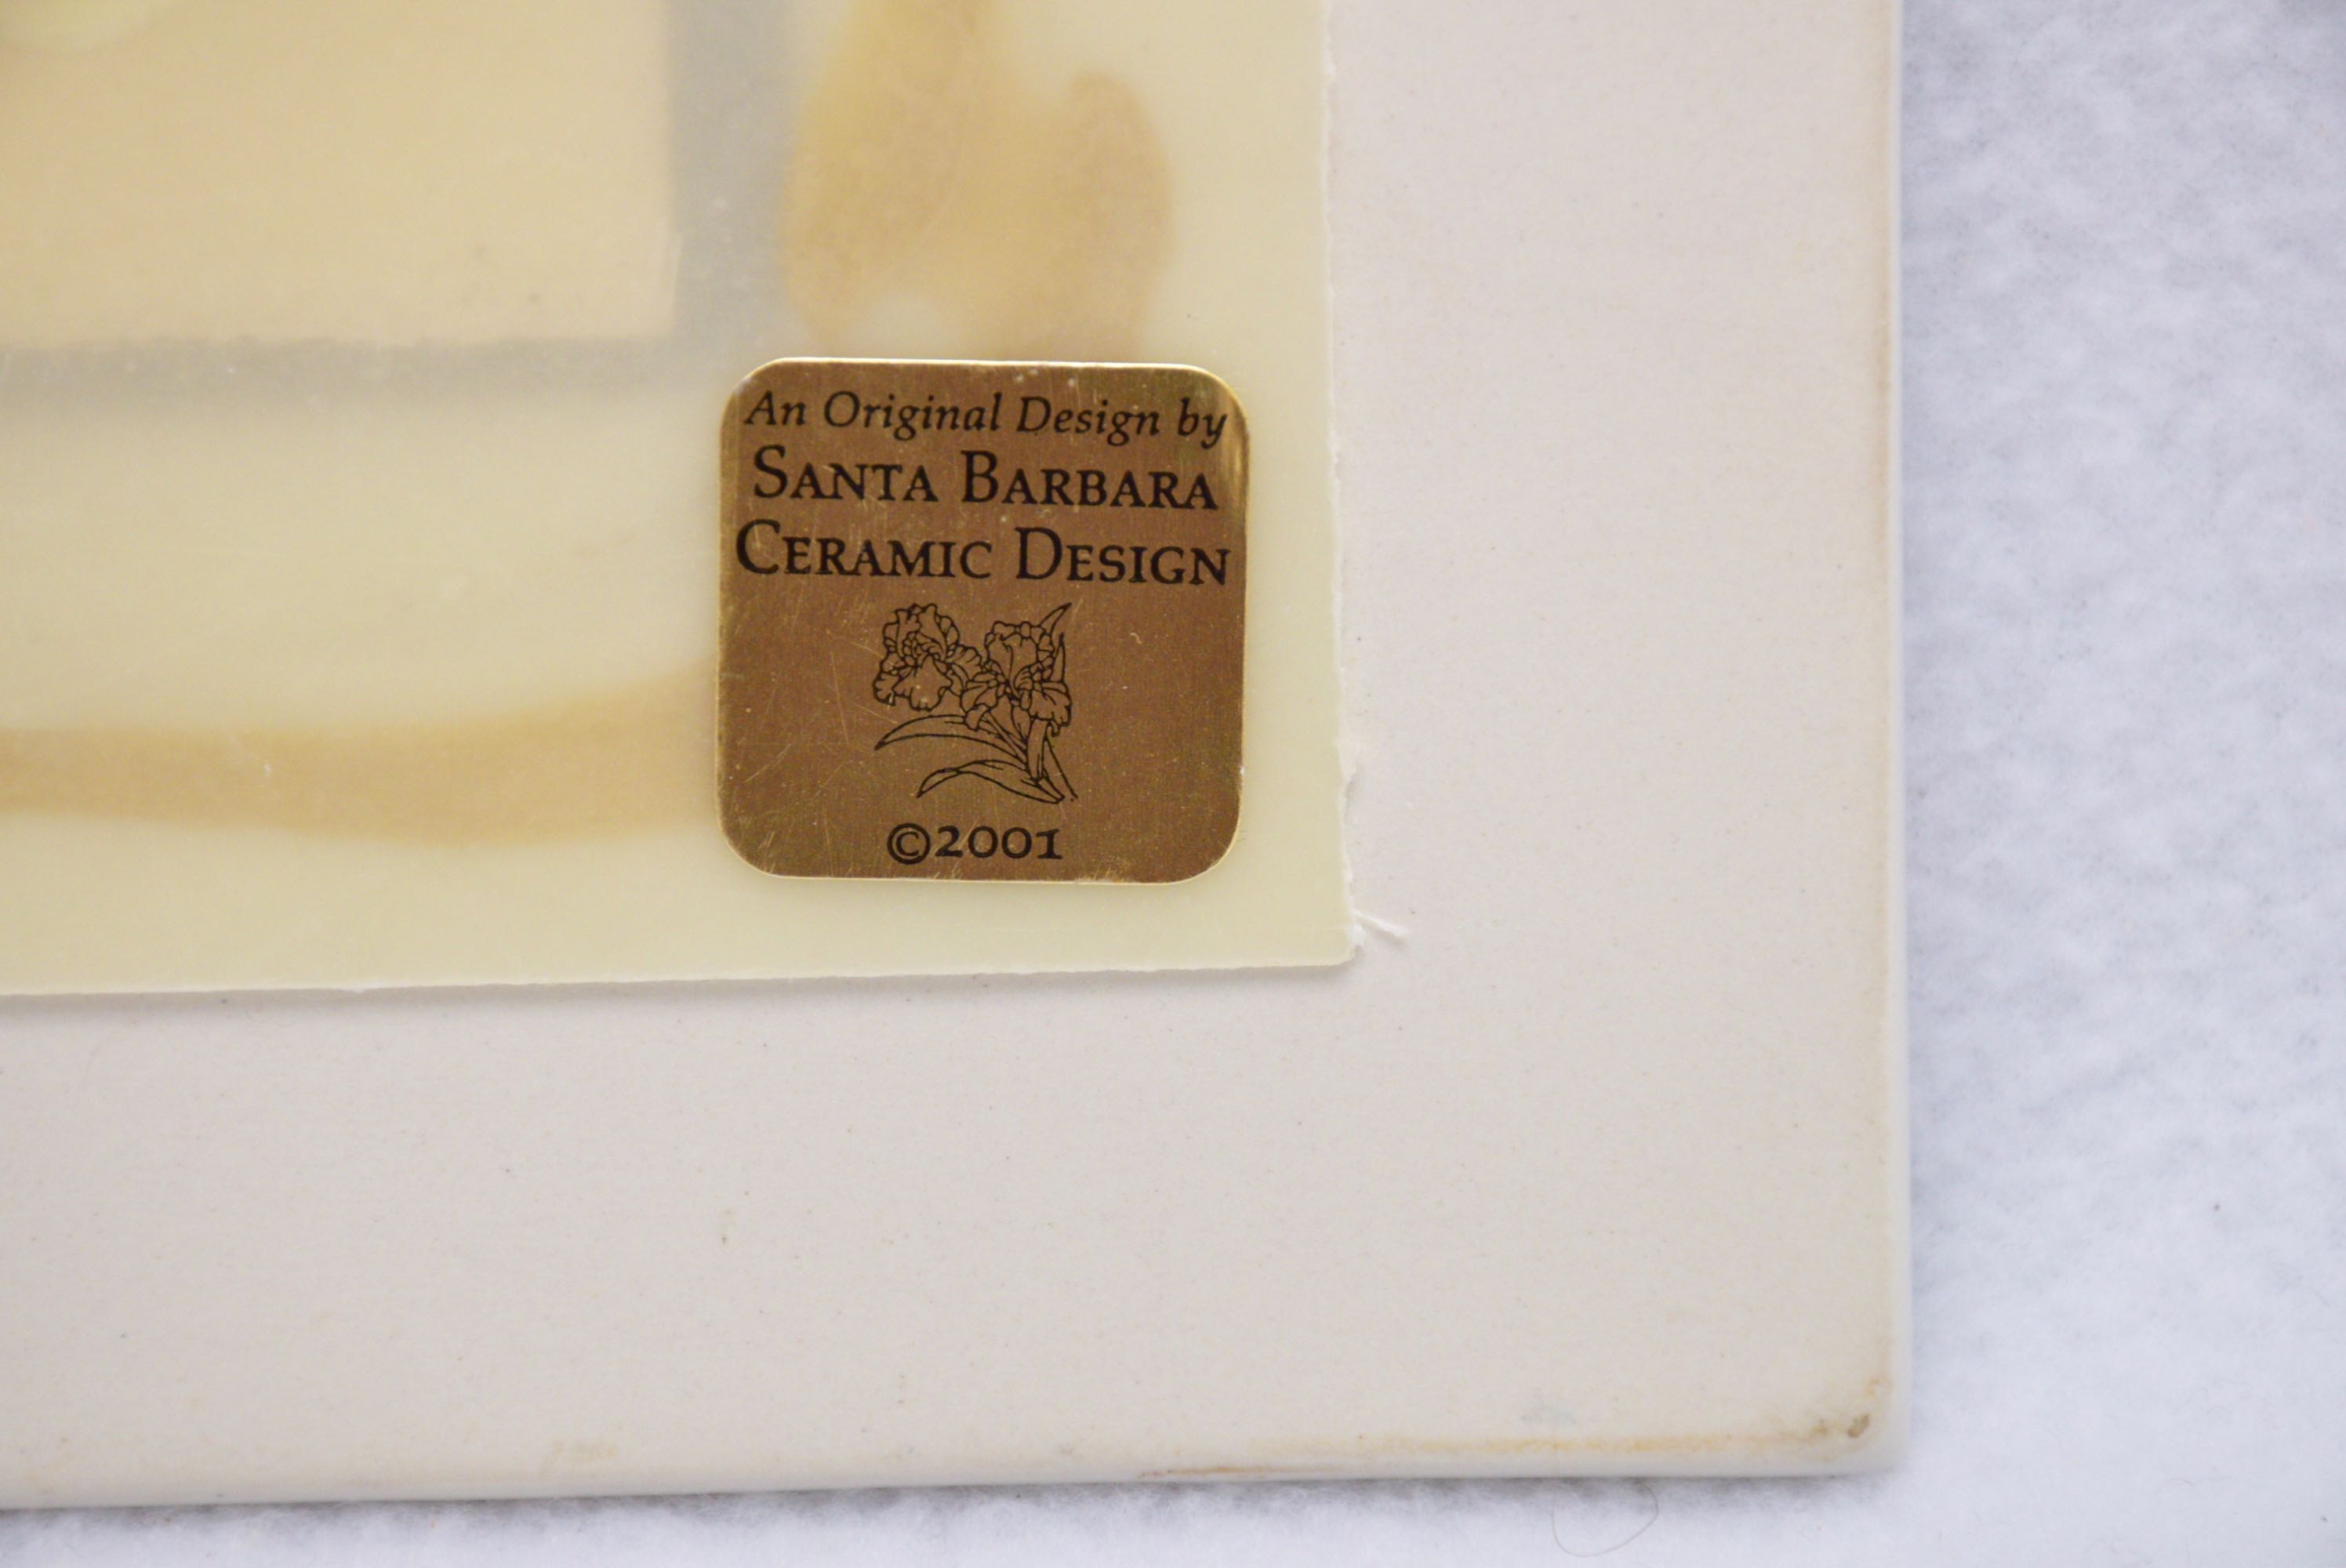 An Original Design by
SANTA BARBARA
CERAMIC DESIGN
©2001